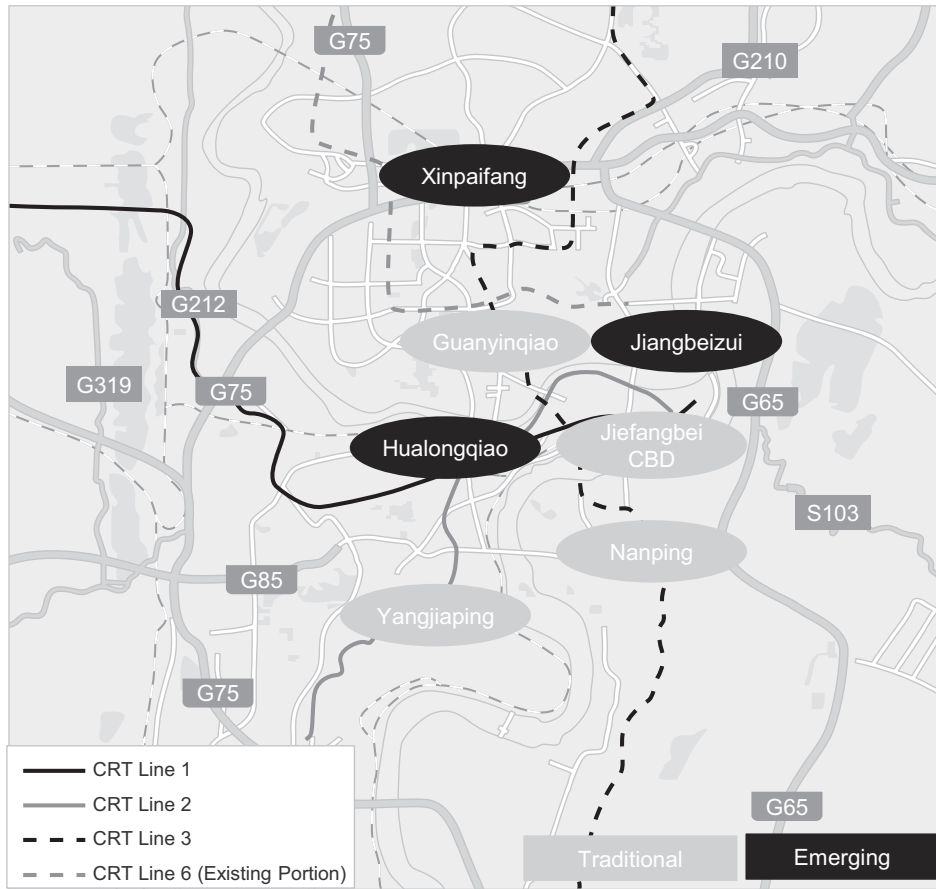 G75
G210
Xinpaifang
G212
Guanyinqiao
Jiangbeizui
G319
G75
G65
Hualongqiao
Jiefangbei
CBD
S103
Nanping
G85
Yangjiaping
G75
CRT Line 1
CRT Line 2
CRT Line 3
CRT Line 6 (Existing Portion)
G65
Traditional
Emerging